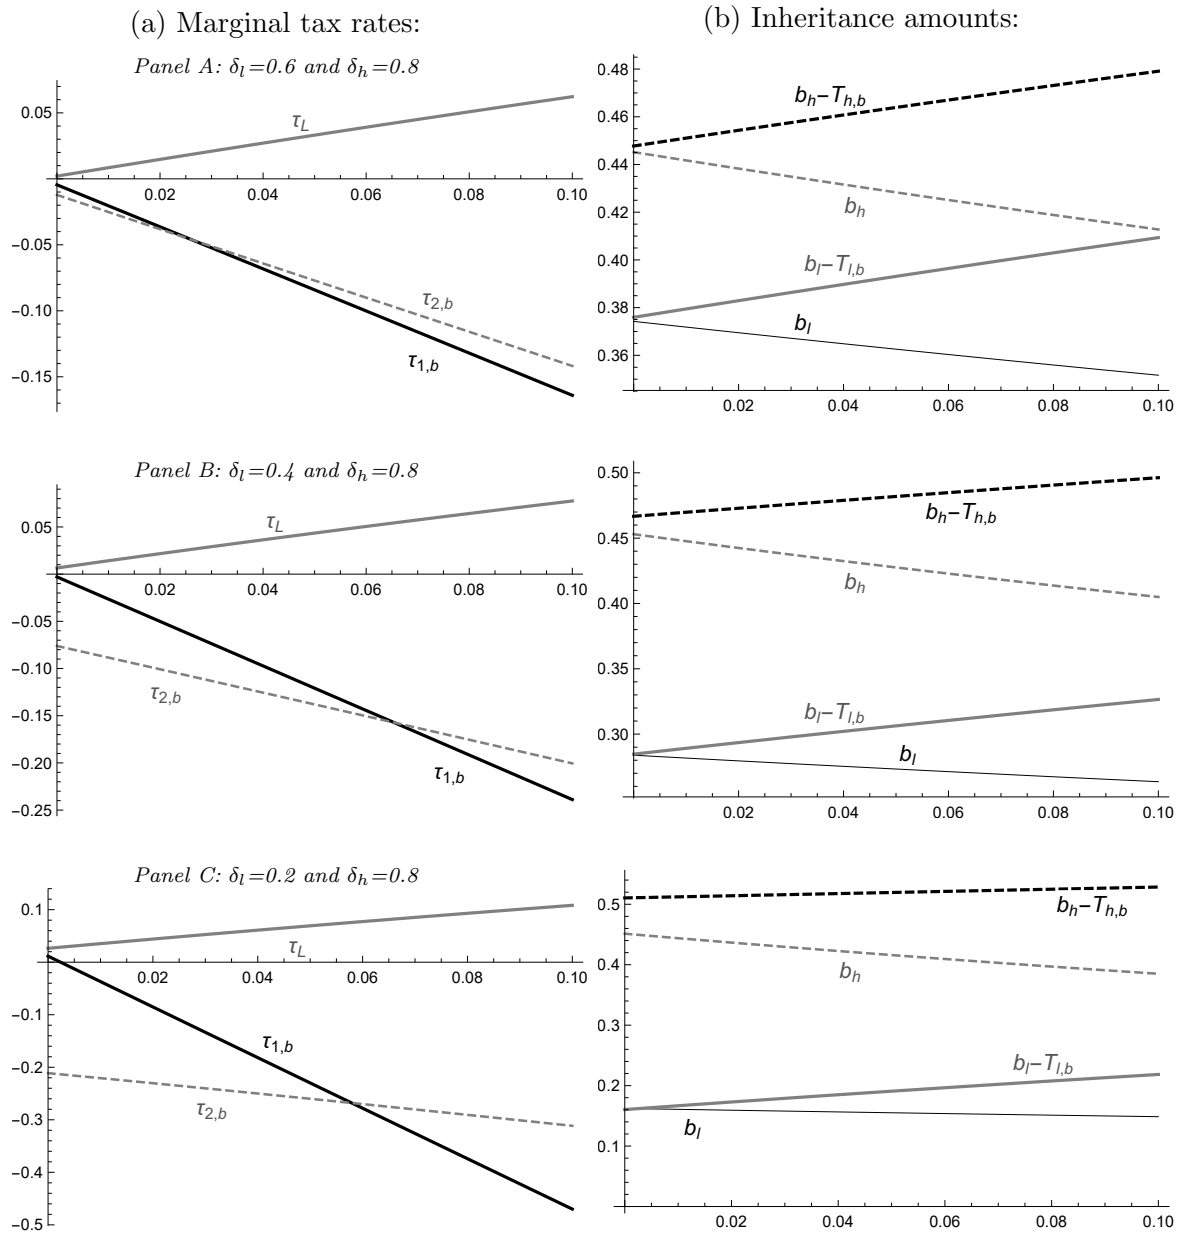 (a) Marginal tax rates:
(b) Inheritance amounts:
Panel A: δl=0.6 and δh=0.8
0.05
−0.05
−0.10
−0.15
0.02 0.04 0.06 0.08 0.10
τL
τ2,b
τ1,b
0.48
0.46
0.44
0.42
0.40
0.38
0.36
0.02 0.04 0.06 0.08 0.10
bh−Th,b
bh
bl−Tl,b
bl
Panel B: δl=0.4 and δh=0.8
0.05
−0.05
−0.10
−0.15
−0.20
−0.25
0.02 0.04 0.06 0.08 0.10
τL
τ2,b
τ1,b
0.50
0.45
0.40
0.35
0.30
0.02 0.04 0.06 0.08 0.10
bh−Th,b
bh
bl−Tl,b
bl
Panel C: δl=0.2 and δh=0.8
0.1
−0.1
−0.2
−0.3
−0.4
−0.5
0.02 0.04 0.06 0.08 0.10
τL
τ1,b
τ2,b
0.5
0.4
0.3
0.2
0.1
0.02 0.04 0.06 0.08 0.10
bh−Th,b
bh
bl−Tl,b
bl